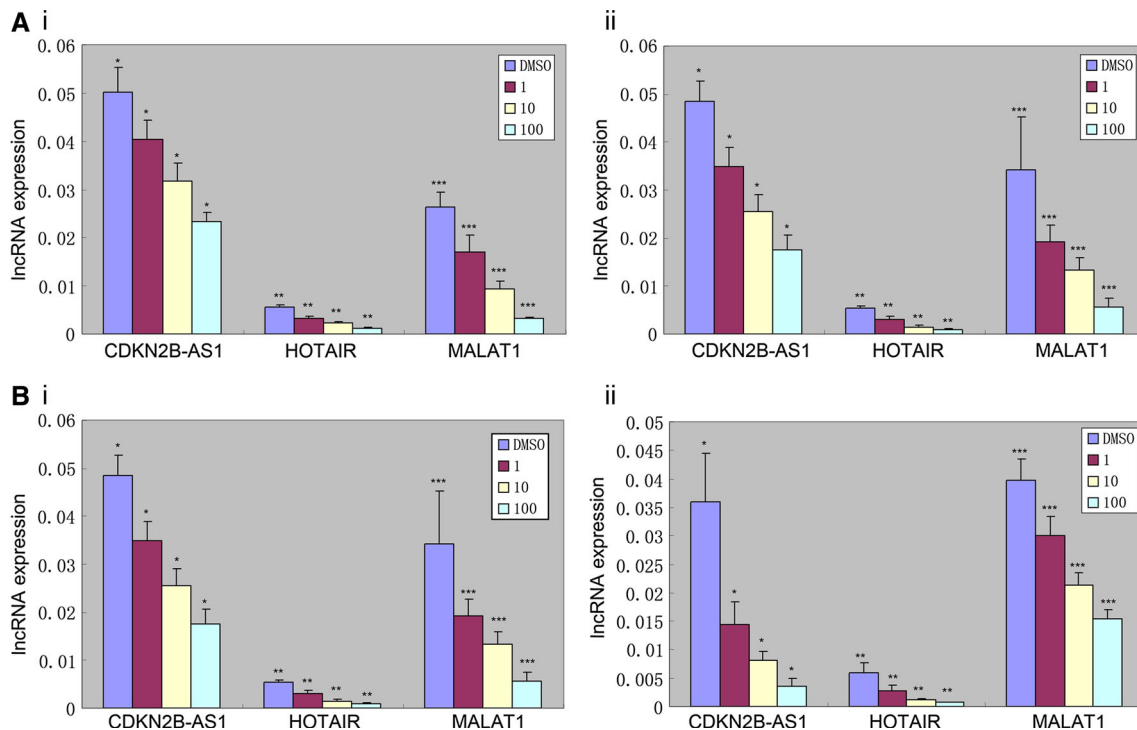 A i
0.06
0.05
0.04
0.03
0.02
0.01
0
lncRNA expression
* * * *
** ** ** **
*** *** *** ***
DMSO
1
10
100
CDKN2B-AS1 HOTAIR MALAT1
ii
0.06
0.05
0.04
0.03
0.02
0.01
0
lncRNA expression
* * * *
** ** ** **
*** *** *** ***
DMSO
1
10
100
CDKN2B-AS1 HOTAIR MALAT1
B i
0.06
0.05
0.04
0.03
0.02
0.01
0
lncRNA expression
* * * *
** ** ** **
*** *** *** ***
DMSO
1
10
100
CDKN2B-AS1 HOTAIR MALAT1
ii
0.05
0.045
0.04
0.035
0.03
0.025
0.02
0.015
0.01
0.005
0
lncRNA expression
* * * *
** ** ** **
*** *** *** ***
DMSO
1
10
100
CDKN2B-AS1 HOTAIR MALAT1